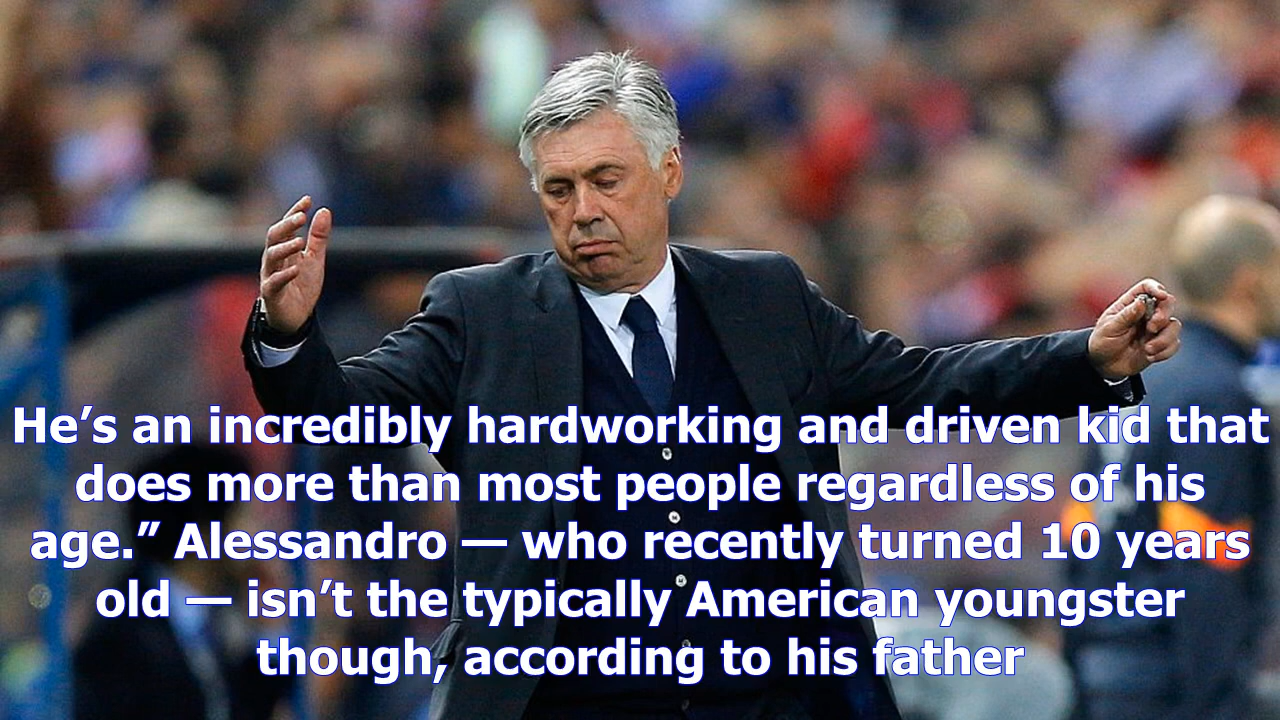 He’s an incredibly hardworking and driven kid that
does more than most people regardless of his
age.” Alessandro — who recently turned 10 years
old — isn’t the typically American youngster
though, according to his father